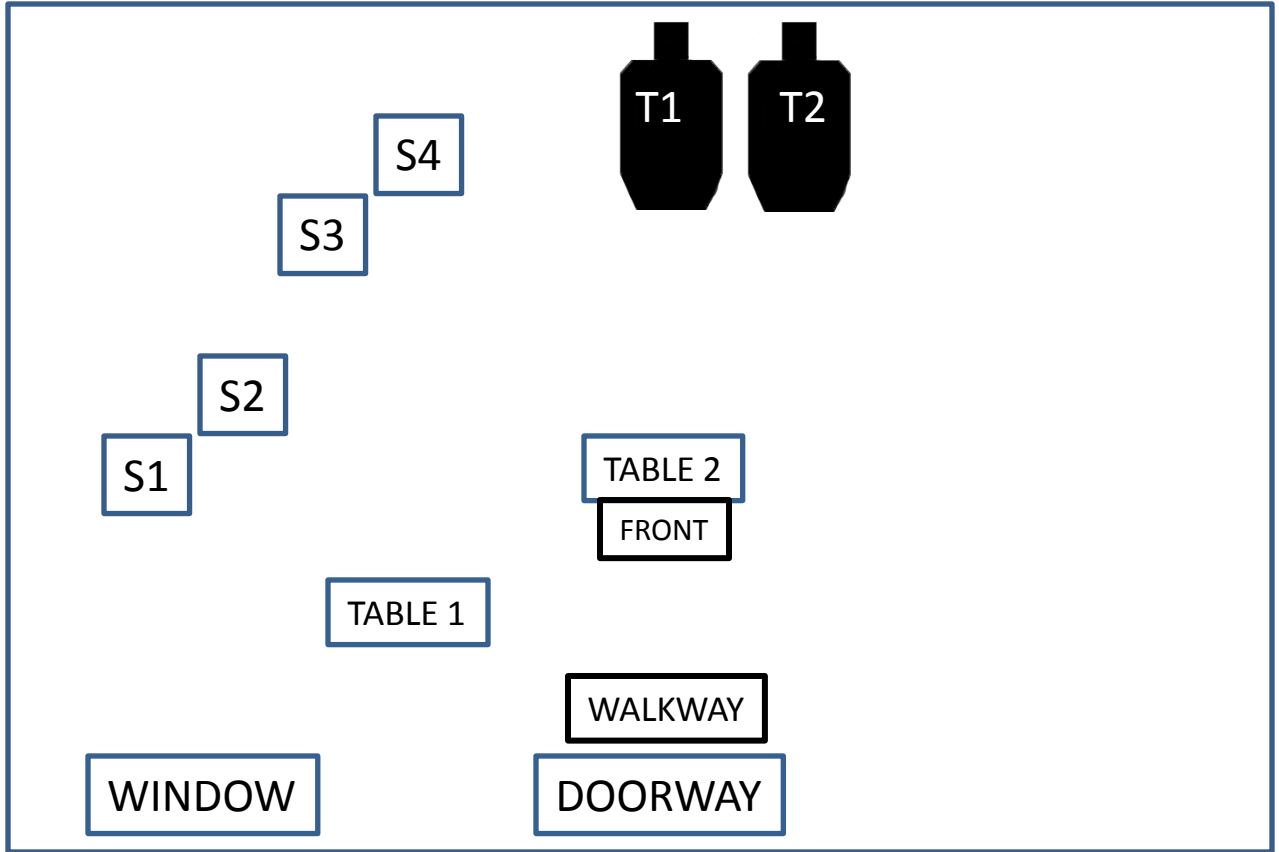 T1
T2
S4
S3
S2
S1
TABLE 2
FRONT
TABLE 1
WALKWAY
WINDOW
DOORWAY